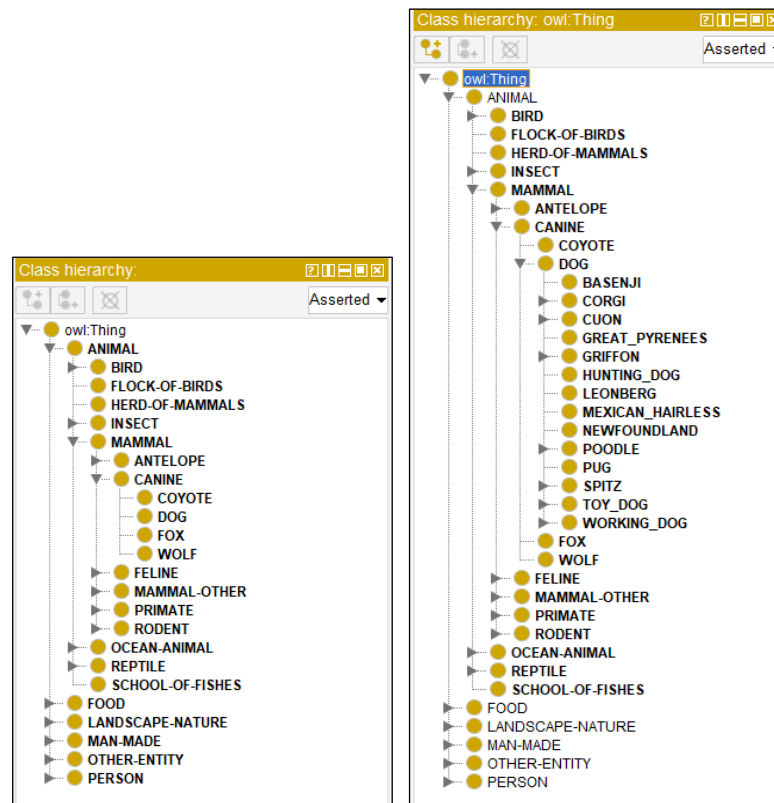 Class hierarchy:
Asserted
owl:Thing
ANIMAL
BIRD
FLOCK-OF-BIRDS
HERD-OF-MAMMALS
INSECT
MAMMAL
ANTELOPE
CANINE
COYOTE
DOG
FOX
WOLF
FELINE
MAMMAL-OTHER
PRIMATE
RODENT
OCEAN-ANIMAL
REPTILE
SCHOOL-OF-FISHES
FOOD
LANDSCAPE-NATURE
MAN-MADE
OTHER-ENTITY
PERSON
Class hierarchy: owl:Thing
Asserted
owl:Thing
ANIMAL
BIRD
FLOCK-OF-BIRDS
HERD-OF-MAMMALS
INSECT
MAMMAL
ANTELOPE
CANINE
COYOTE
DOG
BASENJI
CORGI
CUON
GREAT_PYRENEES
GRIFFON
HUNTING_DOG
LEONBERG
MEXICAN_HAIRLESS
NEWFOUNDLAND
POODLE
PUG
SPITZ
TOY_DOG
WORKING_DOG
FOX
WOLF
FELINE
MAMMAL-OTHER
PRIMATE
RODENT
OCEAN-ANIMAL
REPTILE
SCHOOL-OF-FISHES
FOOD
LANDSCAPE-NATURE
MAN-MADE
OTHER-ENTITY
PERSON